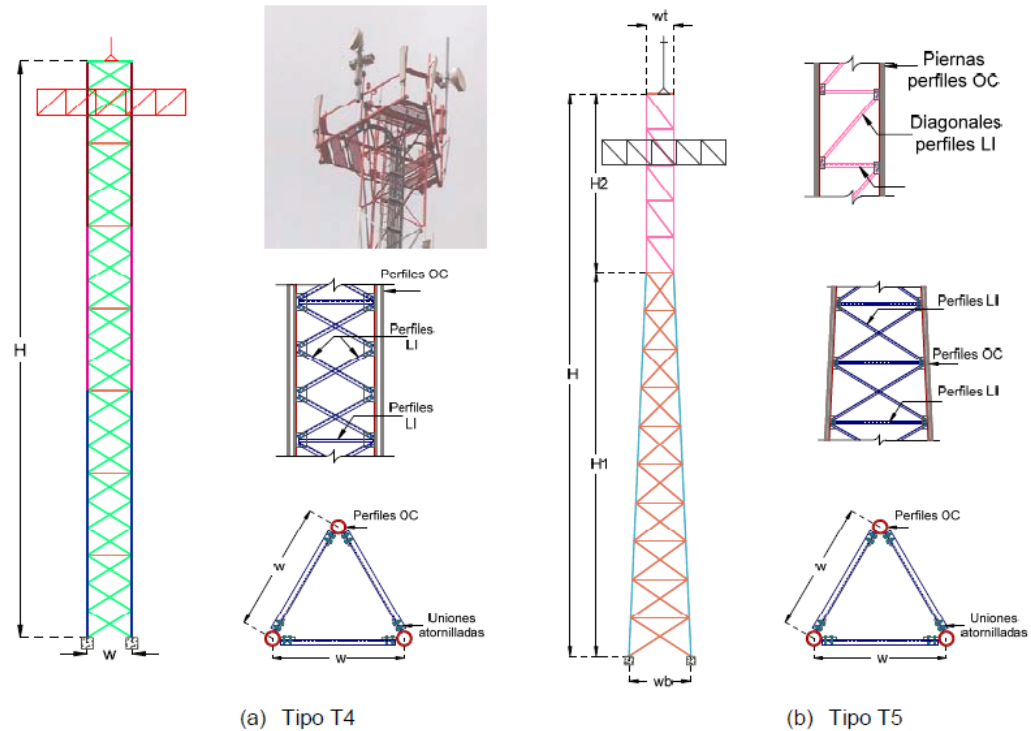 H
w
Perfiles OC
Perfiles
LI
Perfiles
LI
Perfiles OC
w
Uniones
atornilladas
w
(a) Tipo T4
wt
H2
H
H1
wb
Piernas
perfiles OC
Diagonales
perfiles LI
Perfiles LI
Perfiles OC
Perfiles LI
Perfiles OC
w
Uniones
atornilladas
w
(b) Tipo T5